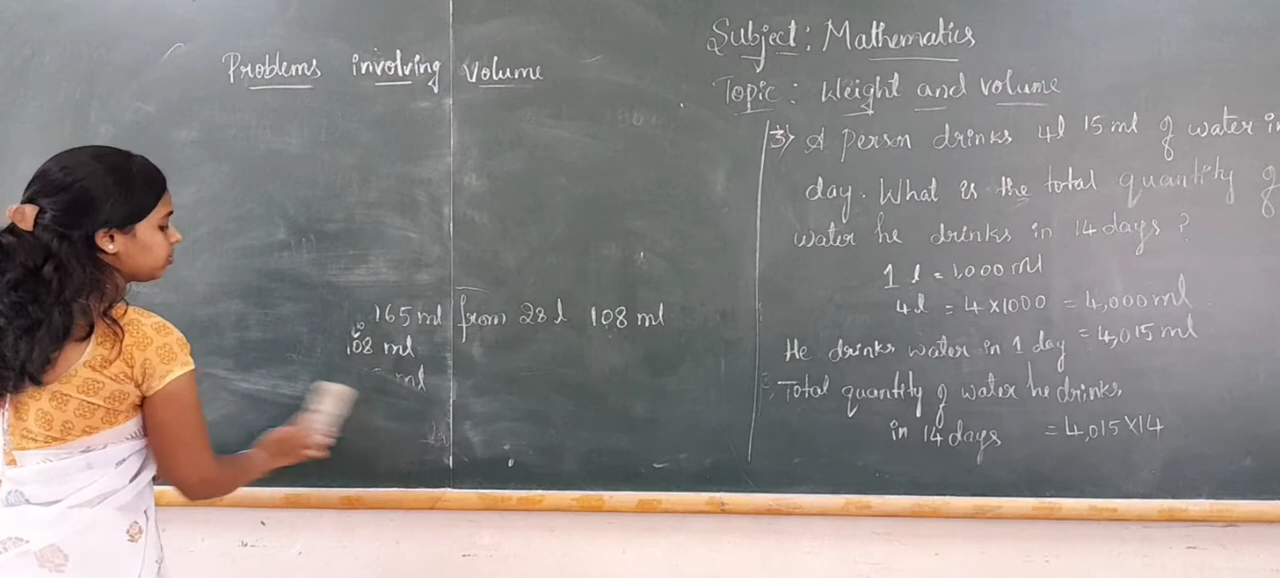 Problems involving Volume
165 ml from 28 l 108 ml
108 ml
ml
Subject: Mathematics
Topic: Weight and volume
3) A person drinks 4l 15 ml of water in
day. What is the total quantity of
water he drinks in 14 days ?
1 l = 1,000 ml
4 l = 4 x 1000 = 4,000 ml
He drinks water in 1 day = 4,015 ml
∴ Total quantity of water he drinks
in 14 days = 4,015 X 14